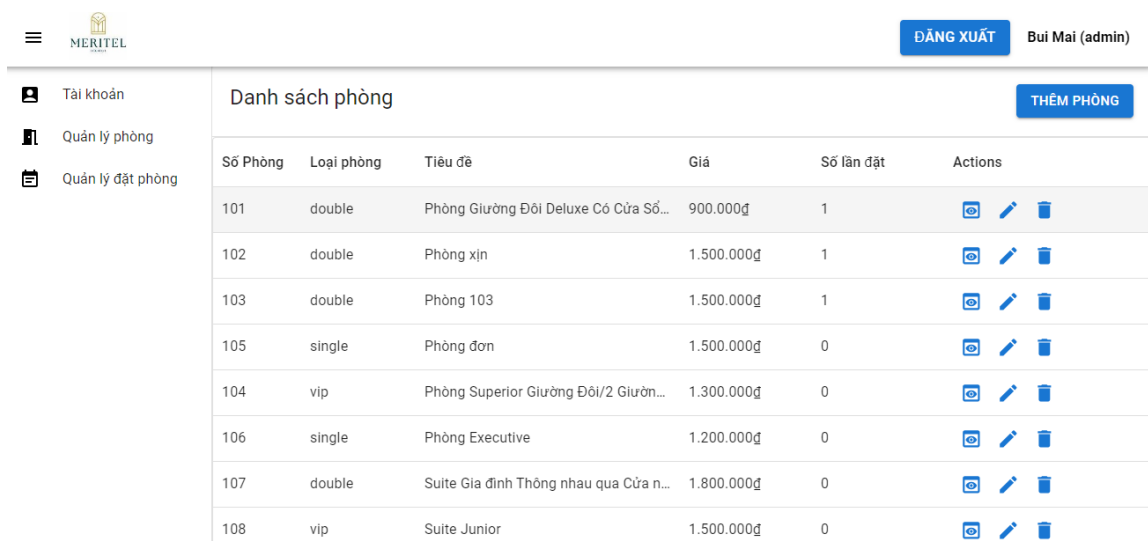 MERITEL
ĐĂNG XUẤT Bui Mai (admin)
Tài khoản
Quản lý phòng
Quản lý đặt phòng
Danh sách phòng THÊM PHÒNG
Số Phòng Loại phòng Tiêu đề Giá Số lần đặt Actions
101 double Phòng Giường Đôi Deluxe Có Cửa Sổ... 900.000₫ 1
102 double Phòng xịn 1.500.000₫ 1
103 double Phòng 103 1.500.000₫ 1
105 single Phòng đơn 1.500.000₫ 0
104 vip Phòng Superior Giường Đôi/2 Giườn... 1.300.000₫ 0
106 single Phòng Executive 1.200.000₫ 0
107 double Suite Gia đình Thông nhau qua Cửa n... 1.800.000₫ 0
108 vip Suite Junior 1.500.000₫ 0